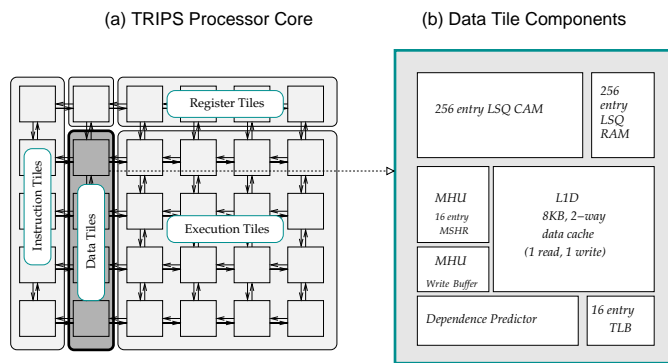 (a) TRIPS Processor Core
Register Tiles
Instruction Tiles
Data Tiles
Execution Tiles
(b) Data Tile Components
256 entry LSQ CAM
256
entry
LSQ
RAM
MHU
16 entry
MSHR
L1D
8KB, 2−way
data cache
(1 read, 1 write)
MHU
Write Buffer
Dependence Predictor
16 entry
TLB